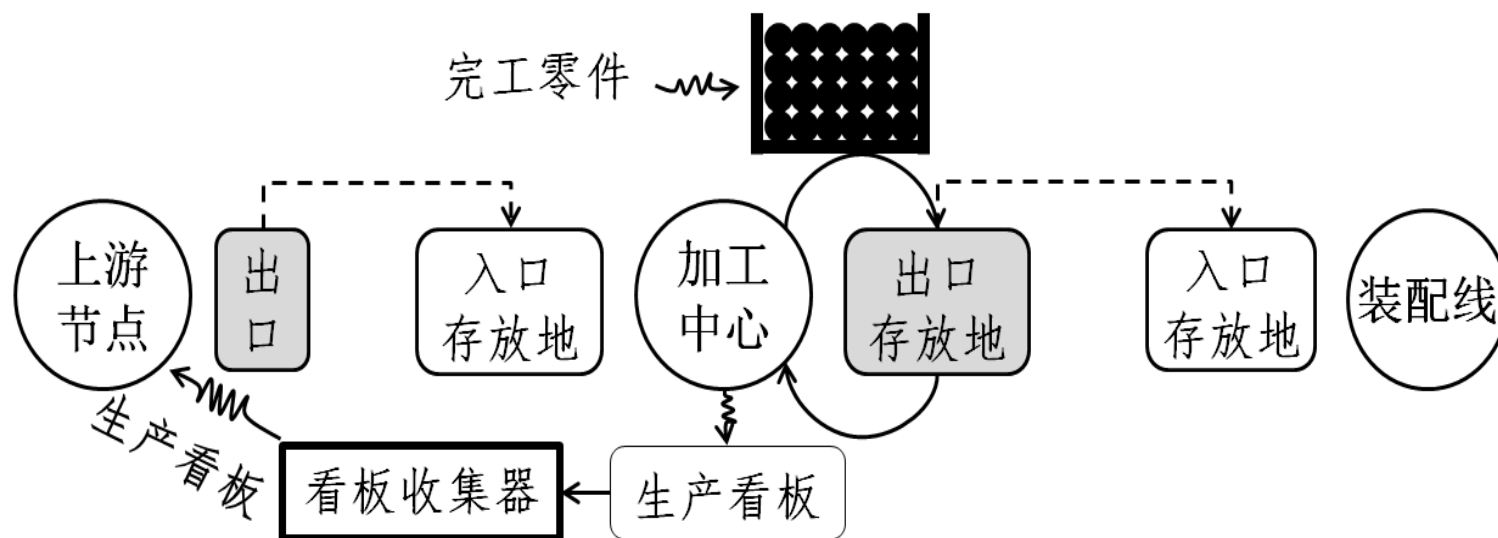 完工零件
上游
节点
出
口
入口
存放地
加工
中心
出口
存放地
入口
存放地
装配线
生产看板
看板收集器
生产看板